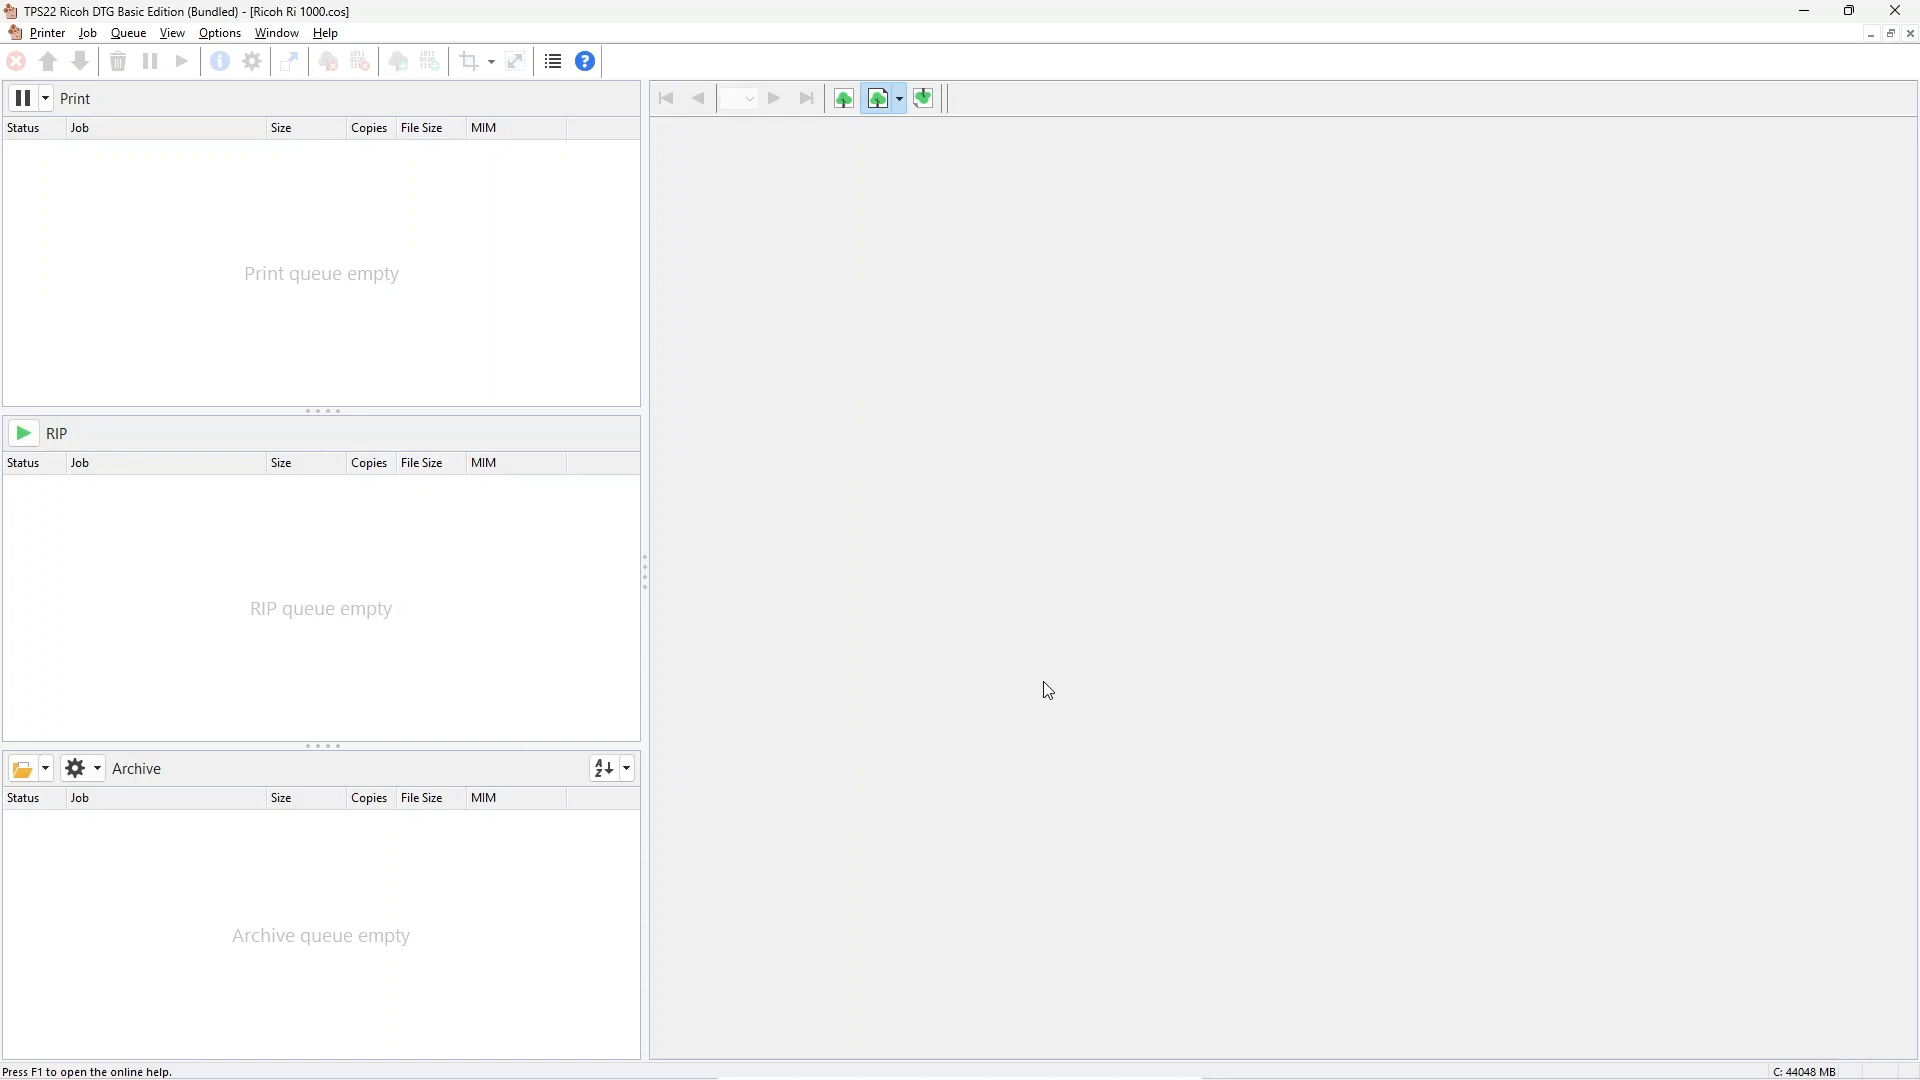 TPS22 Ricoh DTG Basic Edition (Bundled) - [Ricoh Ri 1000.cos]
Printer Job Queue View Options Window Help
Print
Status Job Size Copies File Size MIM
Print queue empty
RIP
Status Job Size Copies File Size MIM
RIP queue empty
Archive
Status Job Size Copies File Size MIM
Archive queue empty
Press F1 to open the online help.
C: 44048 MB